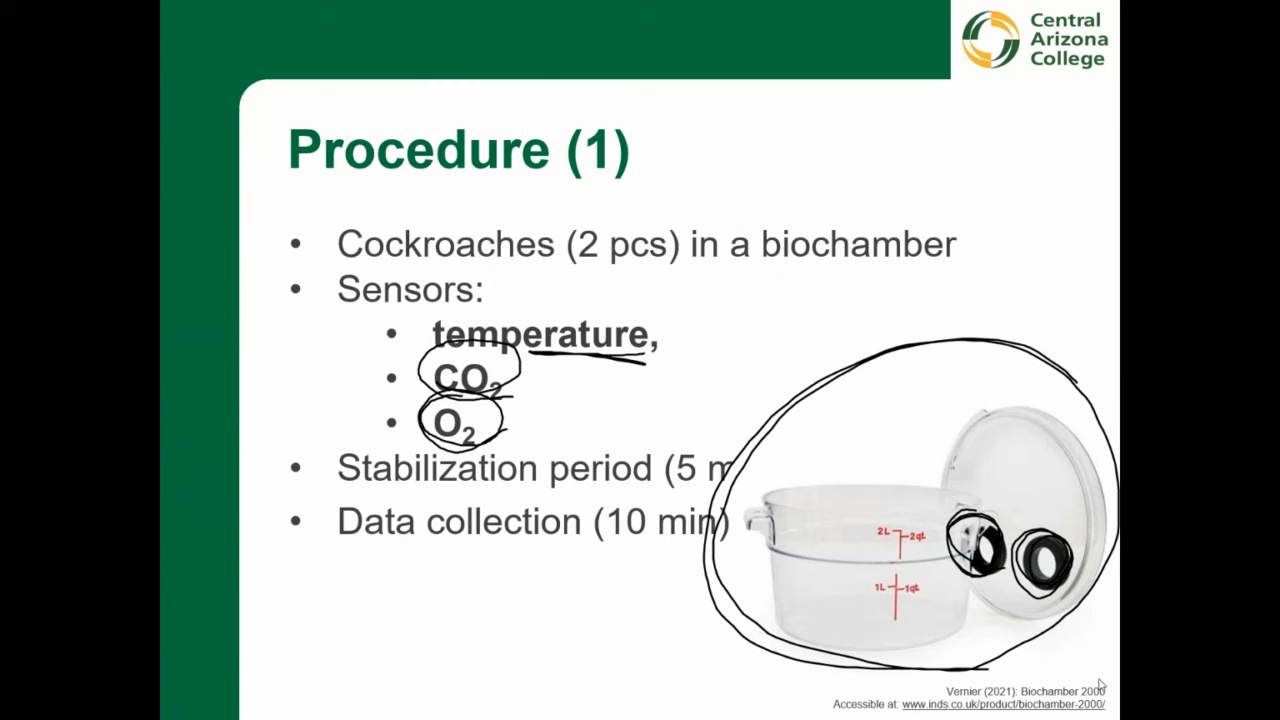 Central
Arizona
College
Procedure (1)
• Cockroaches (2 pcs) in a biochamber
• Sensors:
• temperature,
• CO₂
• O₂
• Stabilization period (5 m
• Data collection (10 min)
2L 2qt
1L 1qt
Vernier (2021): Biochamber 2000
Accessible at: www.inds.co.uk/product/biochamber-2000/